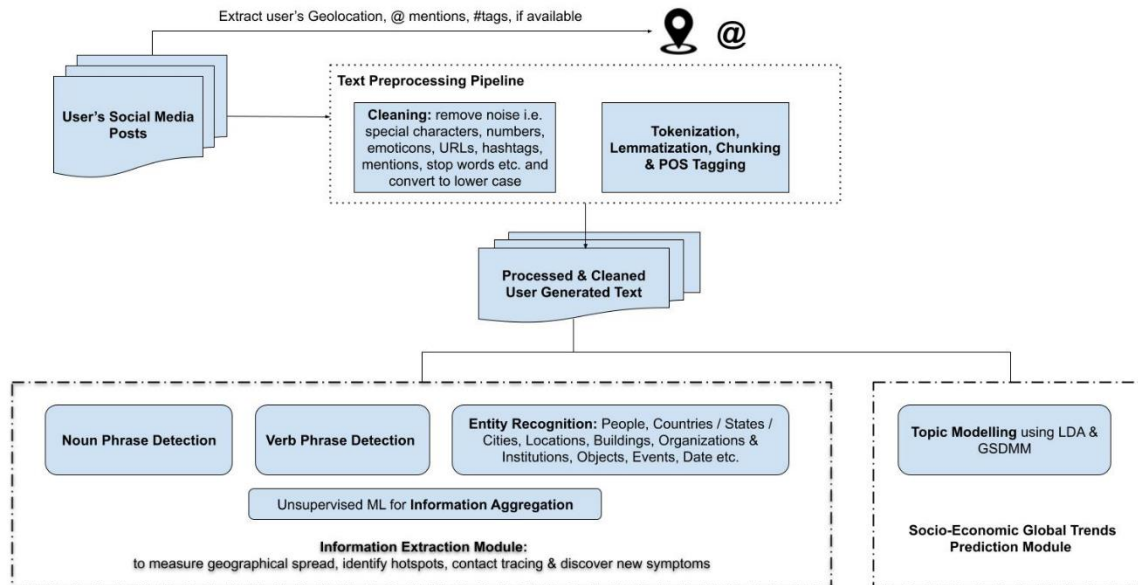 Extract user's Geolocation, @ mentions, #tags, if available
@
User's Social Media
Posts
Text Preprocessing Pipeline
Cleaning: remove noise i.e.
special characters, numbers,
emoticons, URLs, hashtags,
mentions, stop words etc. and
convert to lower case
Tokenization,
Lemmatization, Chunking
& POS Tagging
Processed & Cleaned
User Generated Text
Noun Phrase Detection
Verb Phrase Detection
Entity Recognition: People, Countries / States /
Cities, Locations, Buildings, Organizations &
Institutions, Objects, Events, Date etc.
Unsupervised ML for Information Aggregation
Information Extraction Module:
to measure geographical spread, identify hotspots, contact tracing & discover new symptoms
Topic Modelling using LDA &
GSDMM
Socio-Economic Global Trends
Prediction Module